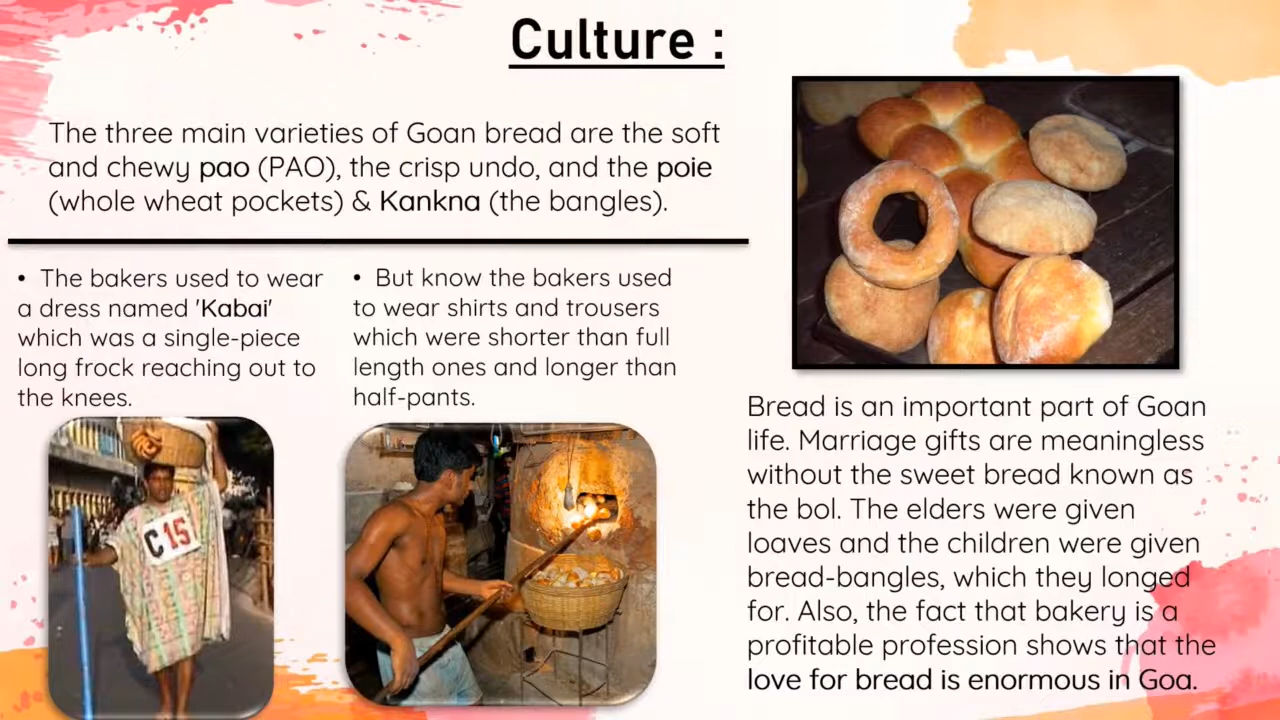 Culture :
The three main varieties of Goan bread are the soft
and chewy pao (PAO), the crisp undo, and the poie
(whole wheat pockets) & Kankna (the bangles).
• The bakers used to wear
a dress named 'Kabai'
which was a single-piece
long frock reaching out to
the knees.
• But know the bakers used
to wear shirts and trousers
which were shorter than full
length ones and longer than
half-pants.
C 15
Bread is an important part of Goan
life. Marriage gifts are meaningless
without the sweet bread known as
the bol. The elders were given
loaves and the children were given
bread-bangles, which they longed
for. Also, the fact that bakery is a
profitable profession shows that the
love for bread is enormous in Goa.